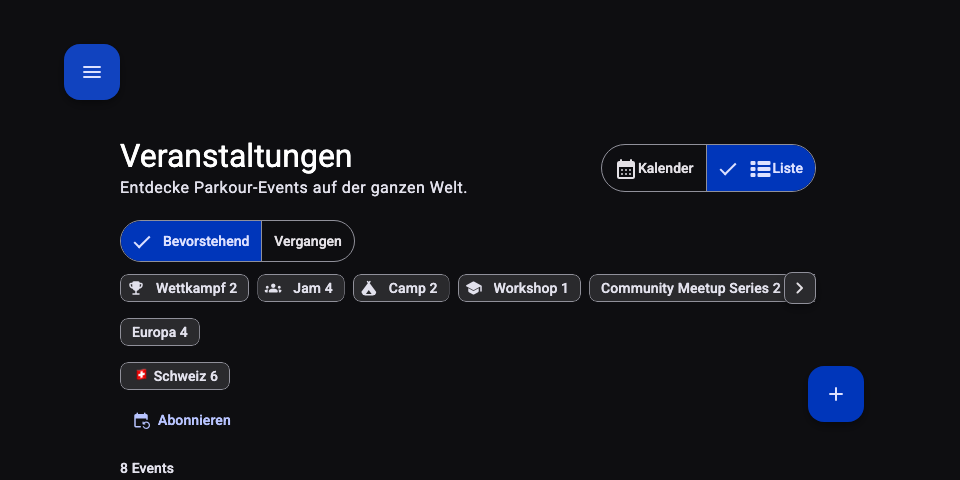 Veranstaltungen
Entdecke Parkour-Events auf der ganzen Welt.
Kalender
Liste
Bevorstehend
Vergangen
Wettkampf 2
Jam 4
Camp 2
Workshop 1
Community Meetup Series 2
Europa 4
Schweiz 6
Abonnieren
8 Events